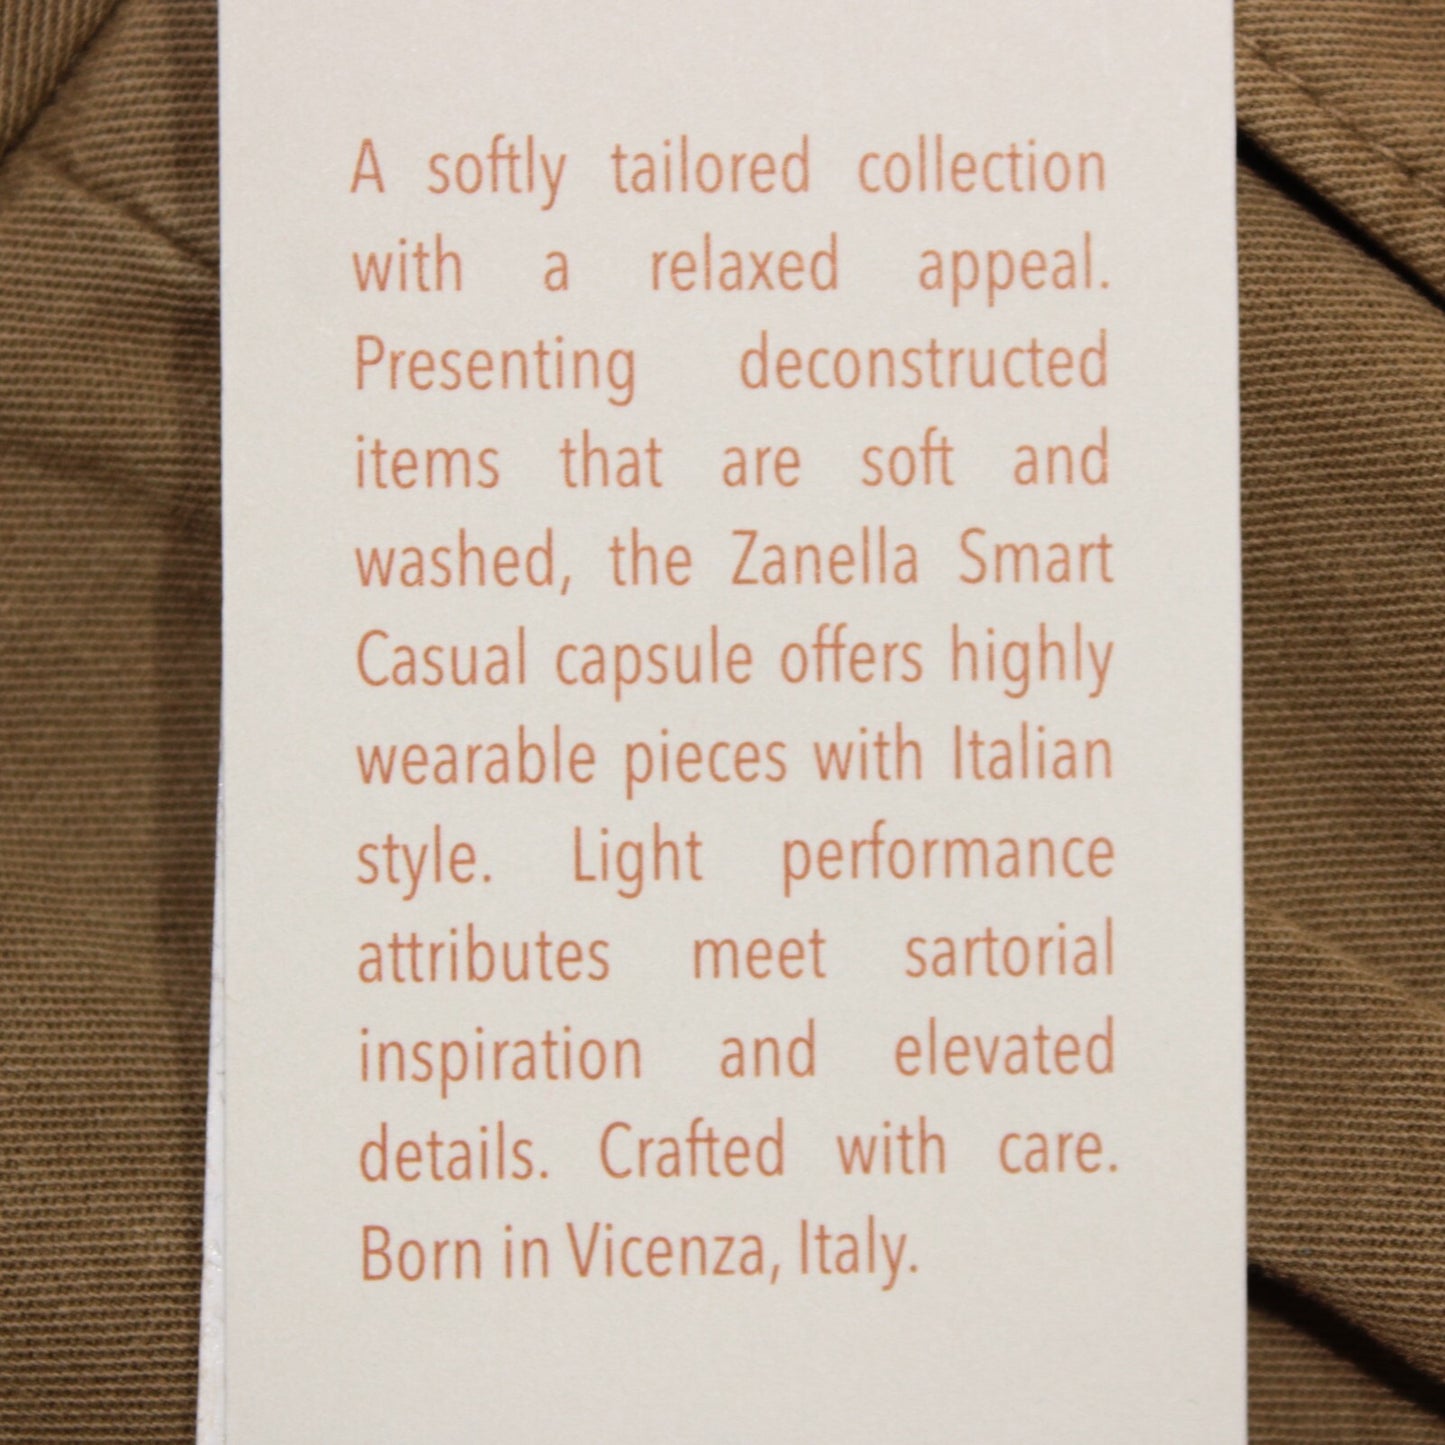 A softly tailored collection
with a relaxed appeal.
Presenting deconstructed
items that are soft and
washed, the Zanella Smart
Casual capsule offers highly
wearable pieces with Italian
style. Light performance
attributes meet sartorial
inspiration and elevated
details. Crafted with care.
Born in Vicenza, Italy.